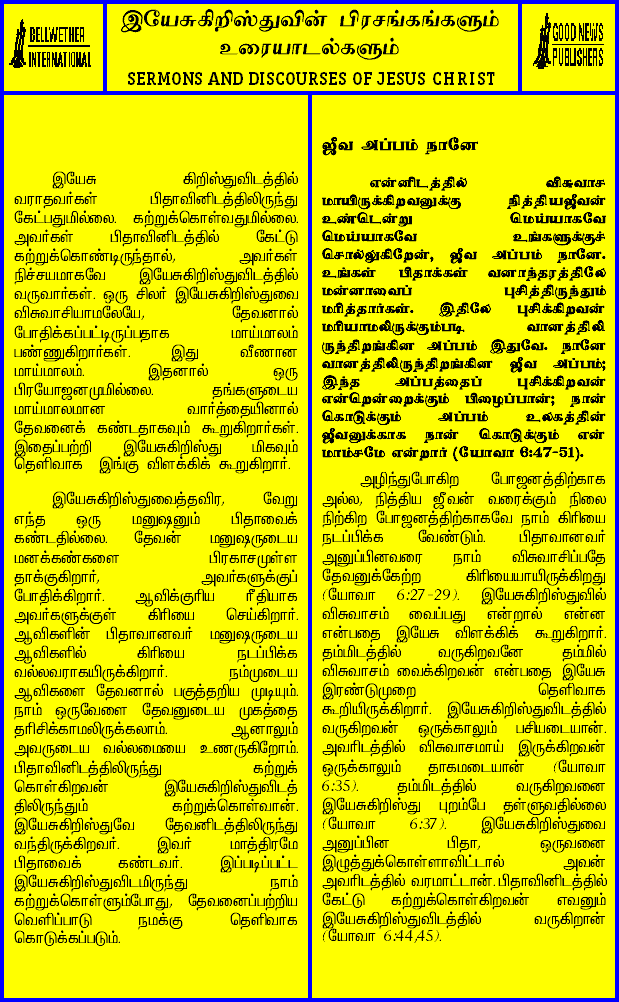 BELLWETHER
INTERNATIONAL
இயேசுகிறிஸ்துவின் பிரசங்கங்களும்
உரையாடல்களும்
SERMONS AND DISCOURSES OF JESUS CHRIST
GOOD NEWS
PUBLISHERS
இயேசு கிறிஸ்துவிடத்தில்
வராதவர்கள் பிதாவினிடத்திலிருந்து
கேட்பதுமில்லை. கற்றுக்கொள்வதுமில்லை.
அவர்கள் பிதாவினிடத்தில் கேட்டு
கற்றுக்கொண்டிருந்தால், அவர்கள்
நிச்சயமாகவே இயேசுகிறிஸ்துவிடத்தில்
வருவார்கள். ஒரு சிலர் இயேசுகிறிஸ்துவை
விசுவாசியாமலேயே, தேவனால்
போதிக்கப்பட்டிருப்பதாக மாய்மாலம்
பண்ணுகிறார்கள். இது வீணான
மாய்மாலம். இதனால் ஒரு
பிரயோஜனமுமில்லை. தங்களுடைய
மாய்மாலமான வார்த்தையினால்
தேவனைக் கண்டதாகவும் கூறுகிறார்கள்.
இதைப்பற்றி இயேசுகிறிஸ்து மிகவும்
தெளிவாக இங்கு விளக்கிக் கூறுகிறார்.
இயேசுகிறிஸ்துவைத்தவிர, வேறு
எந்த ஒரு மனுஷனும் பிதாவைக்
கண்டதில்லை. தேவன் மனுஷருடைய
மனக்கண்களை பிரகாசமுள்ள
தாக்குகிறார், அவர்களுக்குப்
போதிக்கிறார். ஆவிக்குரிய ரீதியாக
அவர்களுக்குள் கிரியை செய்கிறார்.
ஆவிகளின் பிதாவானவர் மனுஷருடைய
ஆவிகளில் கிரியை நடப்பிக்க
வல்லவராகயிருக்கிறார். நம்முடைய
ஆவிகளை தேவனால் பகுத்தறிய முடியும்.
நாம் ஒருவேளை தேவனுடைய முகத்தை
தரிசிக்காமலிருக்கலாம். ஆனாலும்
அவருடைய வல்லமையை உணருகிறோம்.
பிதாவினிடத்திலிருந்து கற்றுக்
கொள்கிறவன் இயேசுகிறிஸ்துவிடத்
திலிருந்தும் கற்றுக்கொள்வான்.
இயேசுகிறிஸ்துவே தேவனிடத்திலிருந்து
வந்திருக்கிறவர். இவர் மாத்திரமே
பிதாவைக் கண்டவர். இப்படிப்பட்ட
இயேசுகிறிஸ்துவிடமிருந்து நாம்
கற்றுக்கொள்ளும்போது, தேவனைப்பற்றிய
வெளிப்பாடு நமக்கு தெளிவாக
கொடுக்கப்படும்.
ஜீவ அப்பம் நானே
என்னிடத்தில் விசுவாச
மாயிருக்கிறவனுக்கு நித்தியஜீவன்
உண்டென்று மெய்யாகவே
மெய்யாகவே உங்களுக்குச்
சொல்லுகிறேன், ஜீவ அப்பம் நானே.
உங்கள் பிதாக்கள் வனாந்தரத்திலே
மன்னாவைப் புசித்திருந்தும்
மரித்தார்கள். இதிலே புசிக்கிறவன்
மரியாமலிருக்கும்படி வானத்திலி
ருந்திறங்கின அப்பம் இதுவே. நானே
வானத்திலிருந்திறங்கின ஜீவ அப்பம்;
இந்த அப்பத்தைப் புசிக்கிறவன்
என்றென்றைக்கும் பிழைப்பான்; நான்
கொடுக்கும் அப்பம் உலகத்தின்
ஜீவனுக்காக நான் கொடுக்கும் என்
மாம்சமே என்றார் (யோவா 6:47-51).
அழிந்துபோகிற போஜனத்திற்காக
அல்ல, நித்திய ஜீவன் வரைக்கும் நிலை
நிற்கிற போஜனத்திற்காகவே நாம் கிரியை
நடப்பிக்க வேண்டும். பிதாவானவர்
அனுப்பினவரை நாம் விசுவாசிப்பதே
தேவனுக்கேற்ற கிரியையாயிருக்கிறது
(யோவா 6:27-29). இயேசுகிறிஸ்துவில்
விசுவாசம் வைப்பது என்றால் என்ன
என்பதை இயேசு விளக்கிக் கூறுகிறார்.
தம்மிடத்தில் வருகிறவனே தம்மில்
விசுவாசம் வைக்கிறவன் என்பதை இயேசு
இரண்டுமுறை தெளிவாக
கூறியிருக்கிறார். இயேசுகிறிஸ்துவிடத்தில்
வருகிறவன் ஒருக்காலும் பசியடையான்.
அவரிடத்தில் விசுவாசமாய் இருக்கிறவன்
ஒருக்காலும் தாகமடையான் (யோவா
6:35). தம்மிடத்தில் வருகிறவனை
இயேசுகிறிஸ்து புறம்பே தள்ளுவதில்லை
(யோவா 6:37). இயேசுகிறிஸ்துவை
அனுப்பின பிதா, ஒருவனை
இழுத்துக்கொள்ளாவிட்டால் அவன்
அவரிடத்தில் வரமாட்டான். பிதாவினிடத்தில்
கேட்டு கற்றுக்கொள்கிறவன் எவனும்
இயேசுகிறிஸ்துவிடத்தில் வருகிறான்
(யோவா 6:44,45).